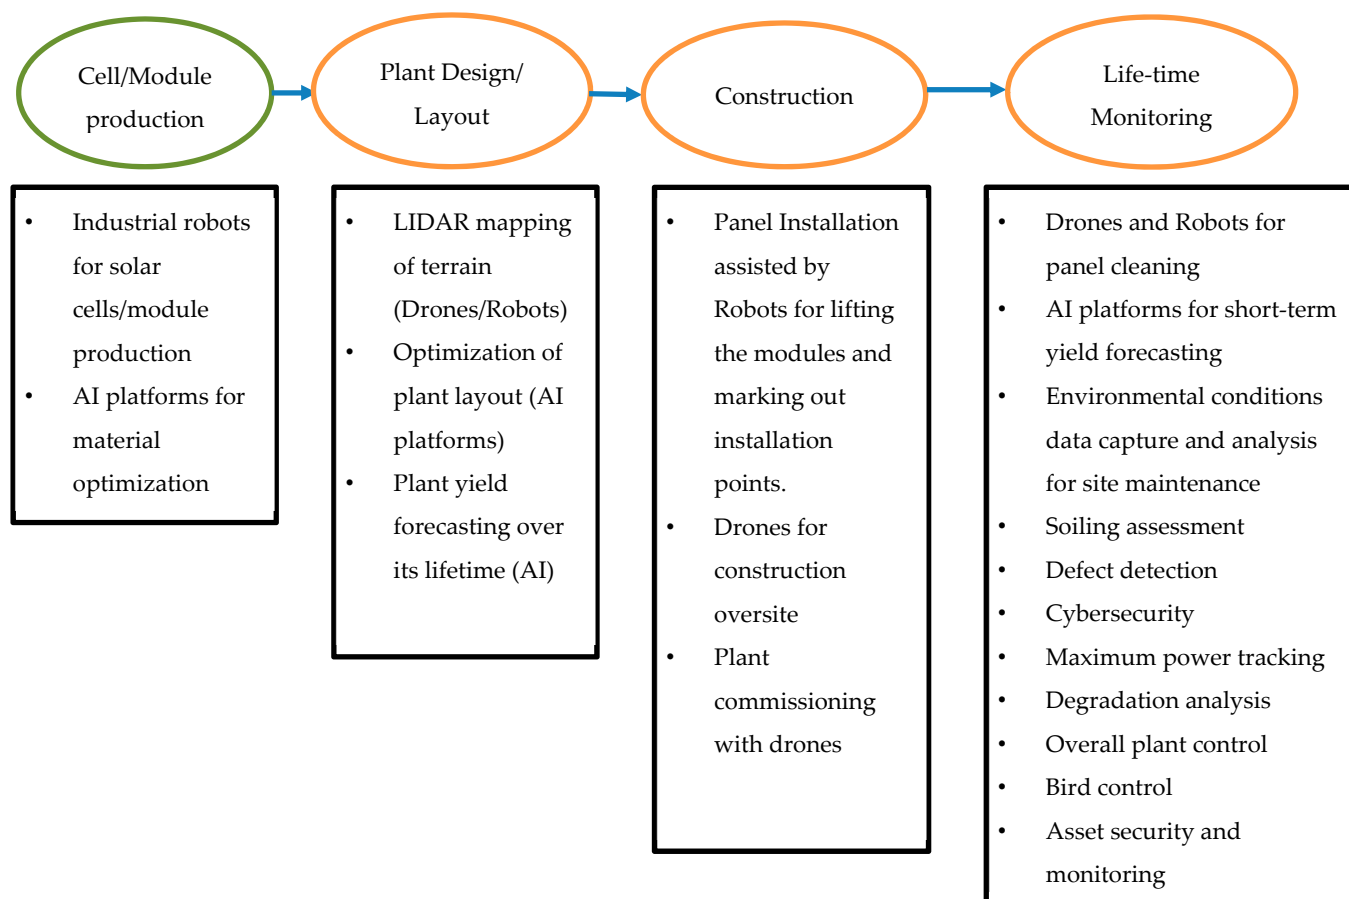 Cell/Module
production
Plant Design/
Layout
Construction
Life-time
Monitoring
• Industrial robots
for solar
cells/module
production
• AI platforms for
material
optimization
• LIDAR mapping
of terrain
(Drones/Robots)
• Optimization of
plant layout (AI
platforms)
• Plant yield
forecasting over
its lifetime (AI)
• Panel Installation
assisted by
Robots for lifting
the modules and
marking out
installation
points.
• Drones for
construction
oversite
• Plant
commissioning
with drones
• Drones and Robots for
panel cleaning
• AI platforms for short-term
yield forecasting
• Environmental conditions
data capture and analysis
for site maintenance
• Soiling assessment
• Defect detection
• Cybersecurity
• Maximum power tracking
• Degradation analysis
• Overall plant control
• Bird control
• Asset security and
monitoring